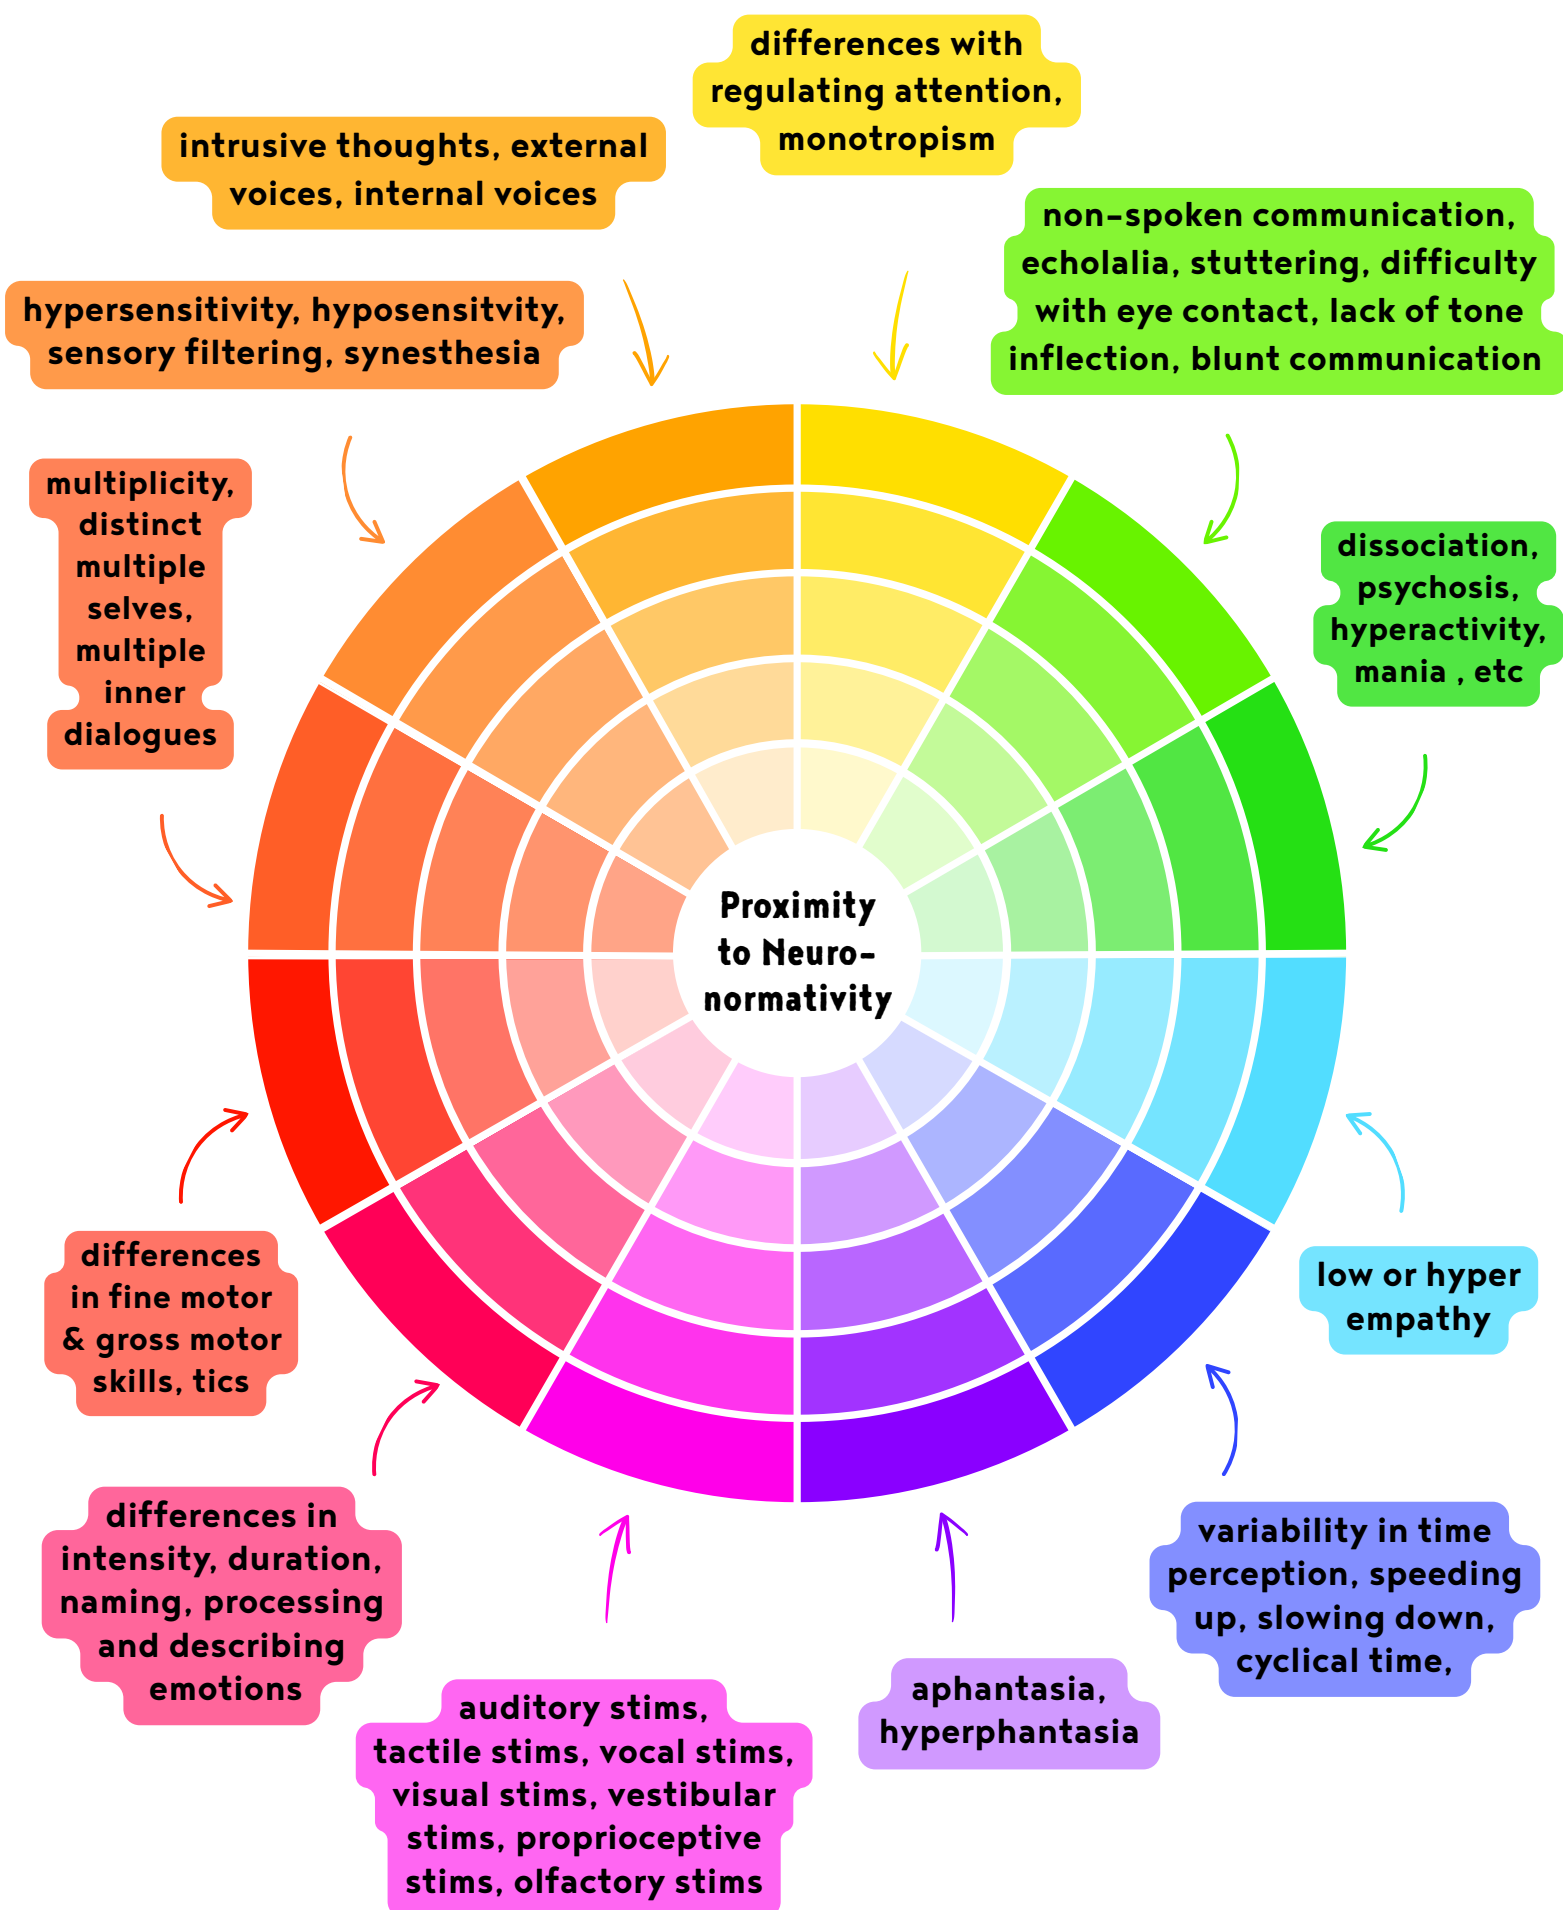 differences with
regulating attention,
monotropism
intrusive thoughts, external
voices, internal voices
non-spoken communication,
echolalia, stuttering, difficulty
with eye contact, lack of tone
inflection, blunt communication
hypersensitivity, hyposensitvity,
sensory filtering, synesthesia
multiplicity,
distinct
multiple
selves,
multiple
inner
dialogues
dissociation,
psychosis,
hyperactivity,
mania , etc
Proximity
to Neuro-
normativity
differences
in fine motor
& gross motor
skills, tics
low or hyper
empathy
differences in
intensity, duration,
naming, processing
and describing
emotions
variability in time
perception, speeding
up, slowing down,
cyclical time,
auditory stims,
tactile stims, vocal stims,
visual stims, vestibular
stims, proprioceptive
stims, olfactory stims
aphantasia,
hyperphantasia